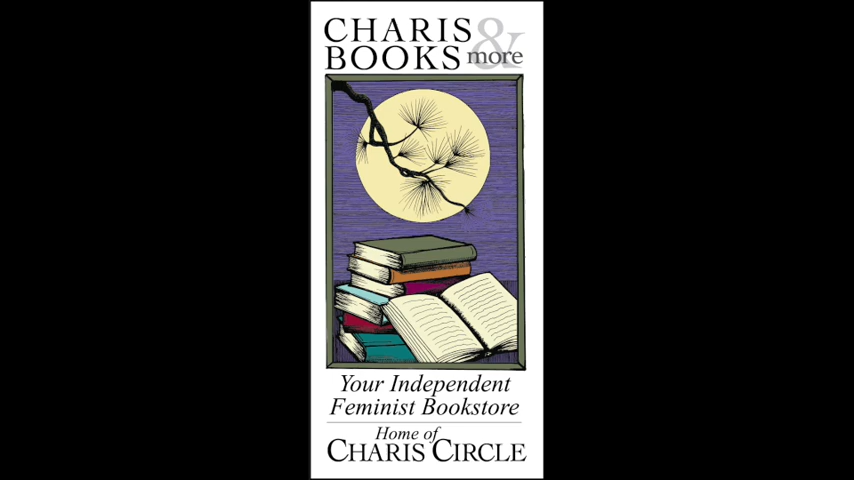 CHARIS &
BOOKS more
Your Independent
Feminist Bookstore
Home of
CHARIS CIRCLE